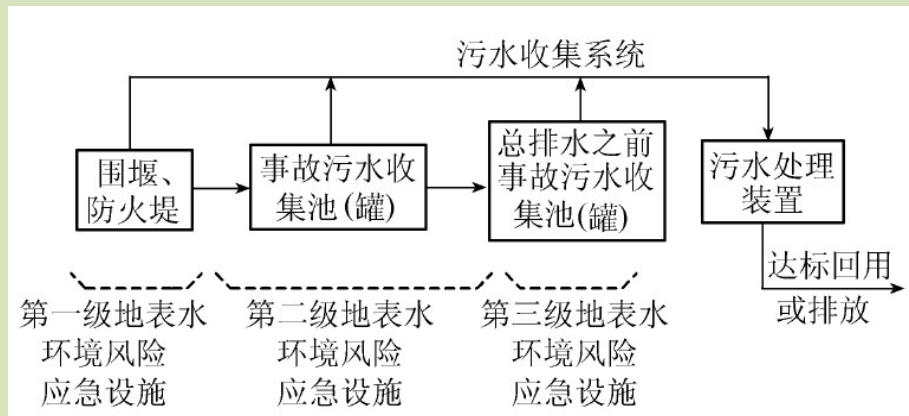 污水收集系统
围堰、
防火堤
事故污水收
集池(罐)
总排水之前
事故污水收
集池(罐)
污水处理
装置
达标回用
或排放
第一级地表水
环境风险
应急设施
第二级地表水
环境风险
应急设施
第三级地表水
环境风险
应急设施